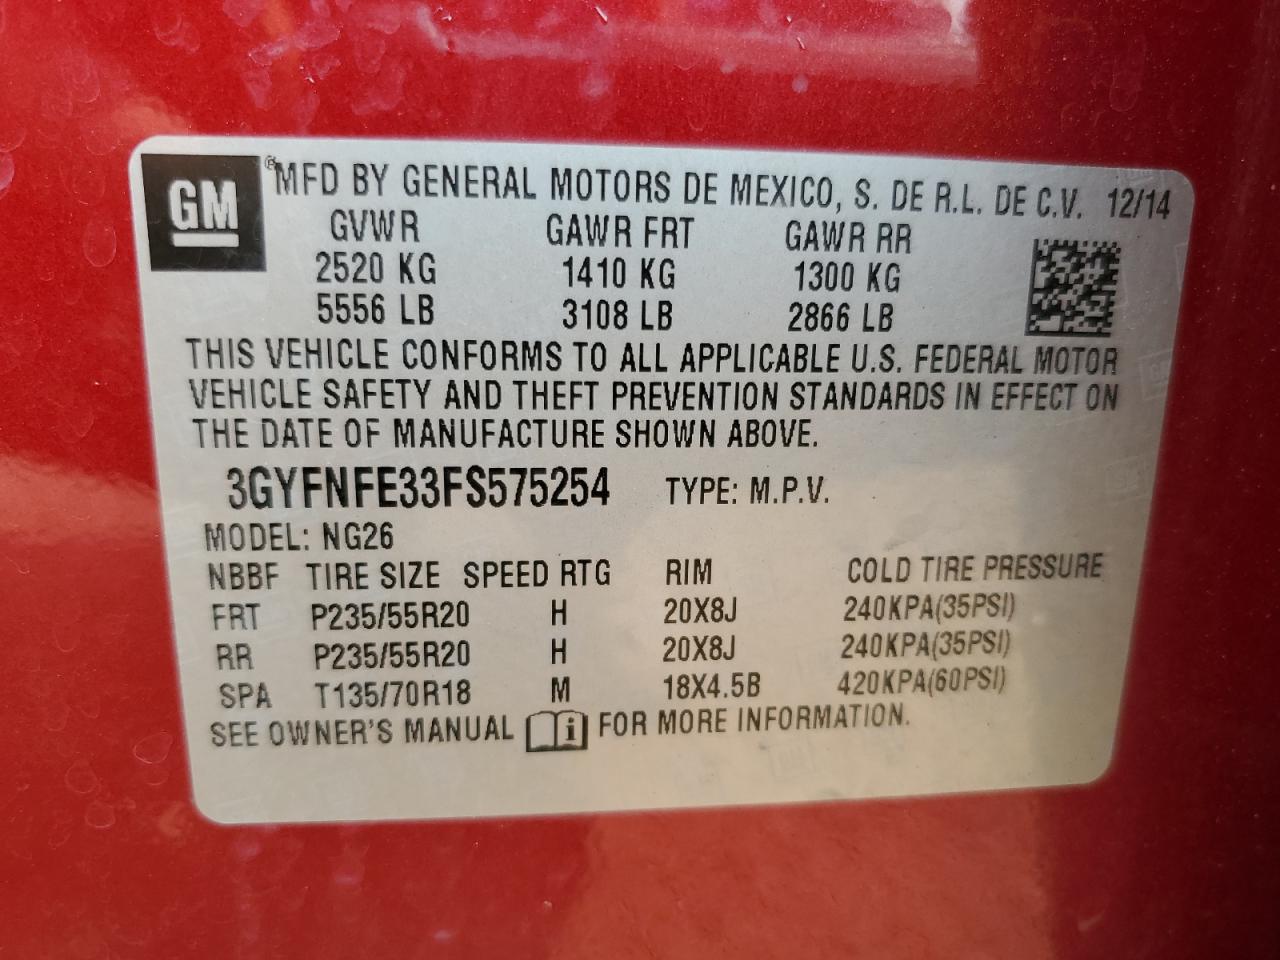 GM ® MFD BY GENERAL MOTORS DE MEXICO, S. DE R.L. DE C.V. 12/14
GVWR GAWR FRT GAWR RR
2520 KG 1410 KG 1300 KG
5556 LB 3108 LB 2866 LB
THIS VEHICLE CONFORMS TO ALL APPLICABLE U.S. FEDERAL MOTOR
VEHICLE SAFETY AND THEFT PREVENTION STANDARDS IN EFFECT ON
THE DATE OF MANUFACTURE SHOWN ABOVE.
3GYFNFE33FS575254 TYPE: M.P.V.
MODEL: NG26
NBBF TIRE SIZE SPEED RTG RIM COLD TIRE PRESSURE
FRT P235/55R20 H 20X8J 240KPA(35PSI)
RR P235/55R20 H 20X8J 240KPA(35PSI)
SPA T135/70R18 M 18X4.5B 420KPA(60PSI)
SEE OWNER'S MANUAL i FOR MORE INFORMATION.